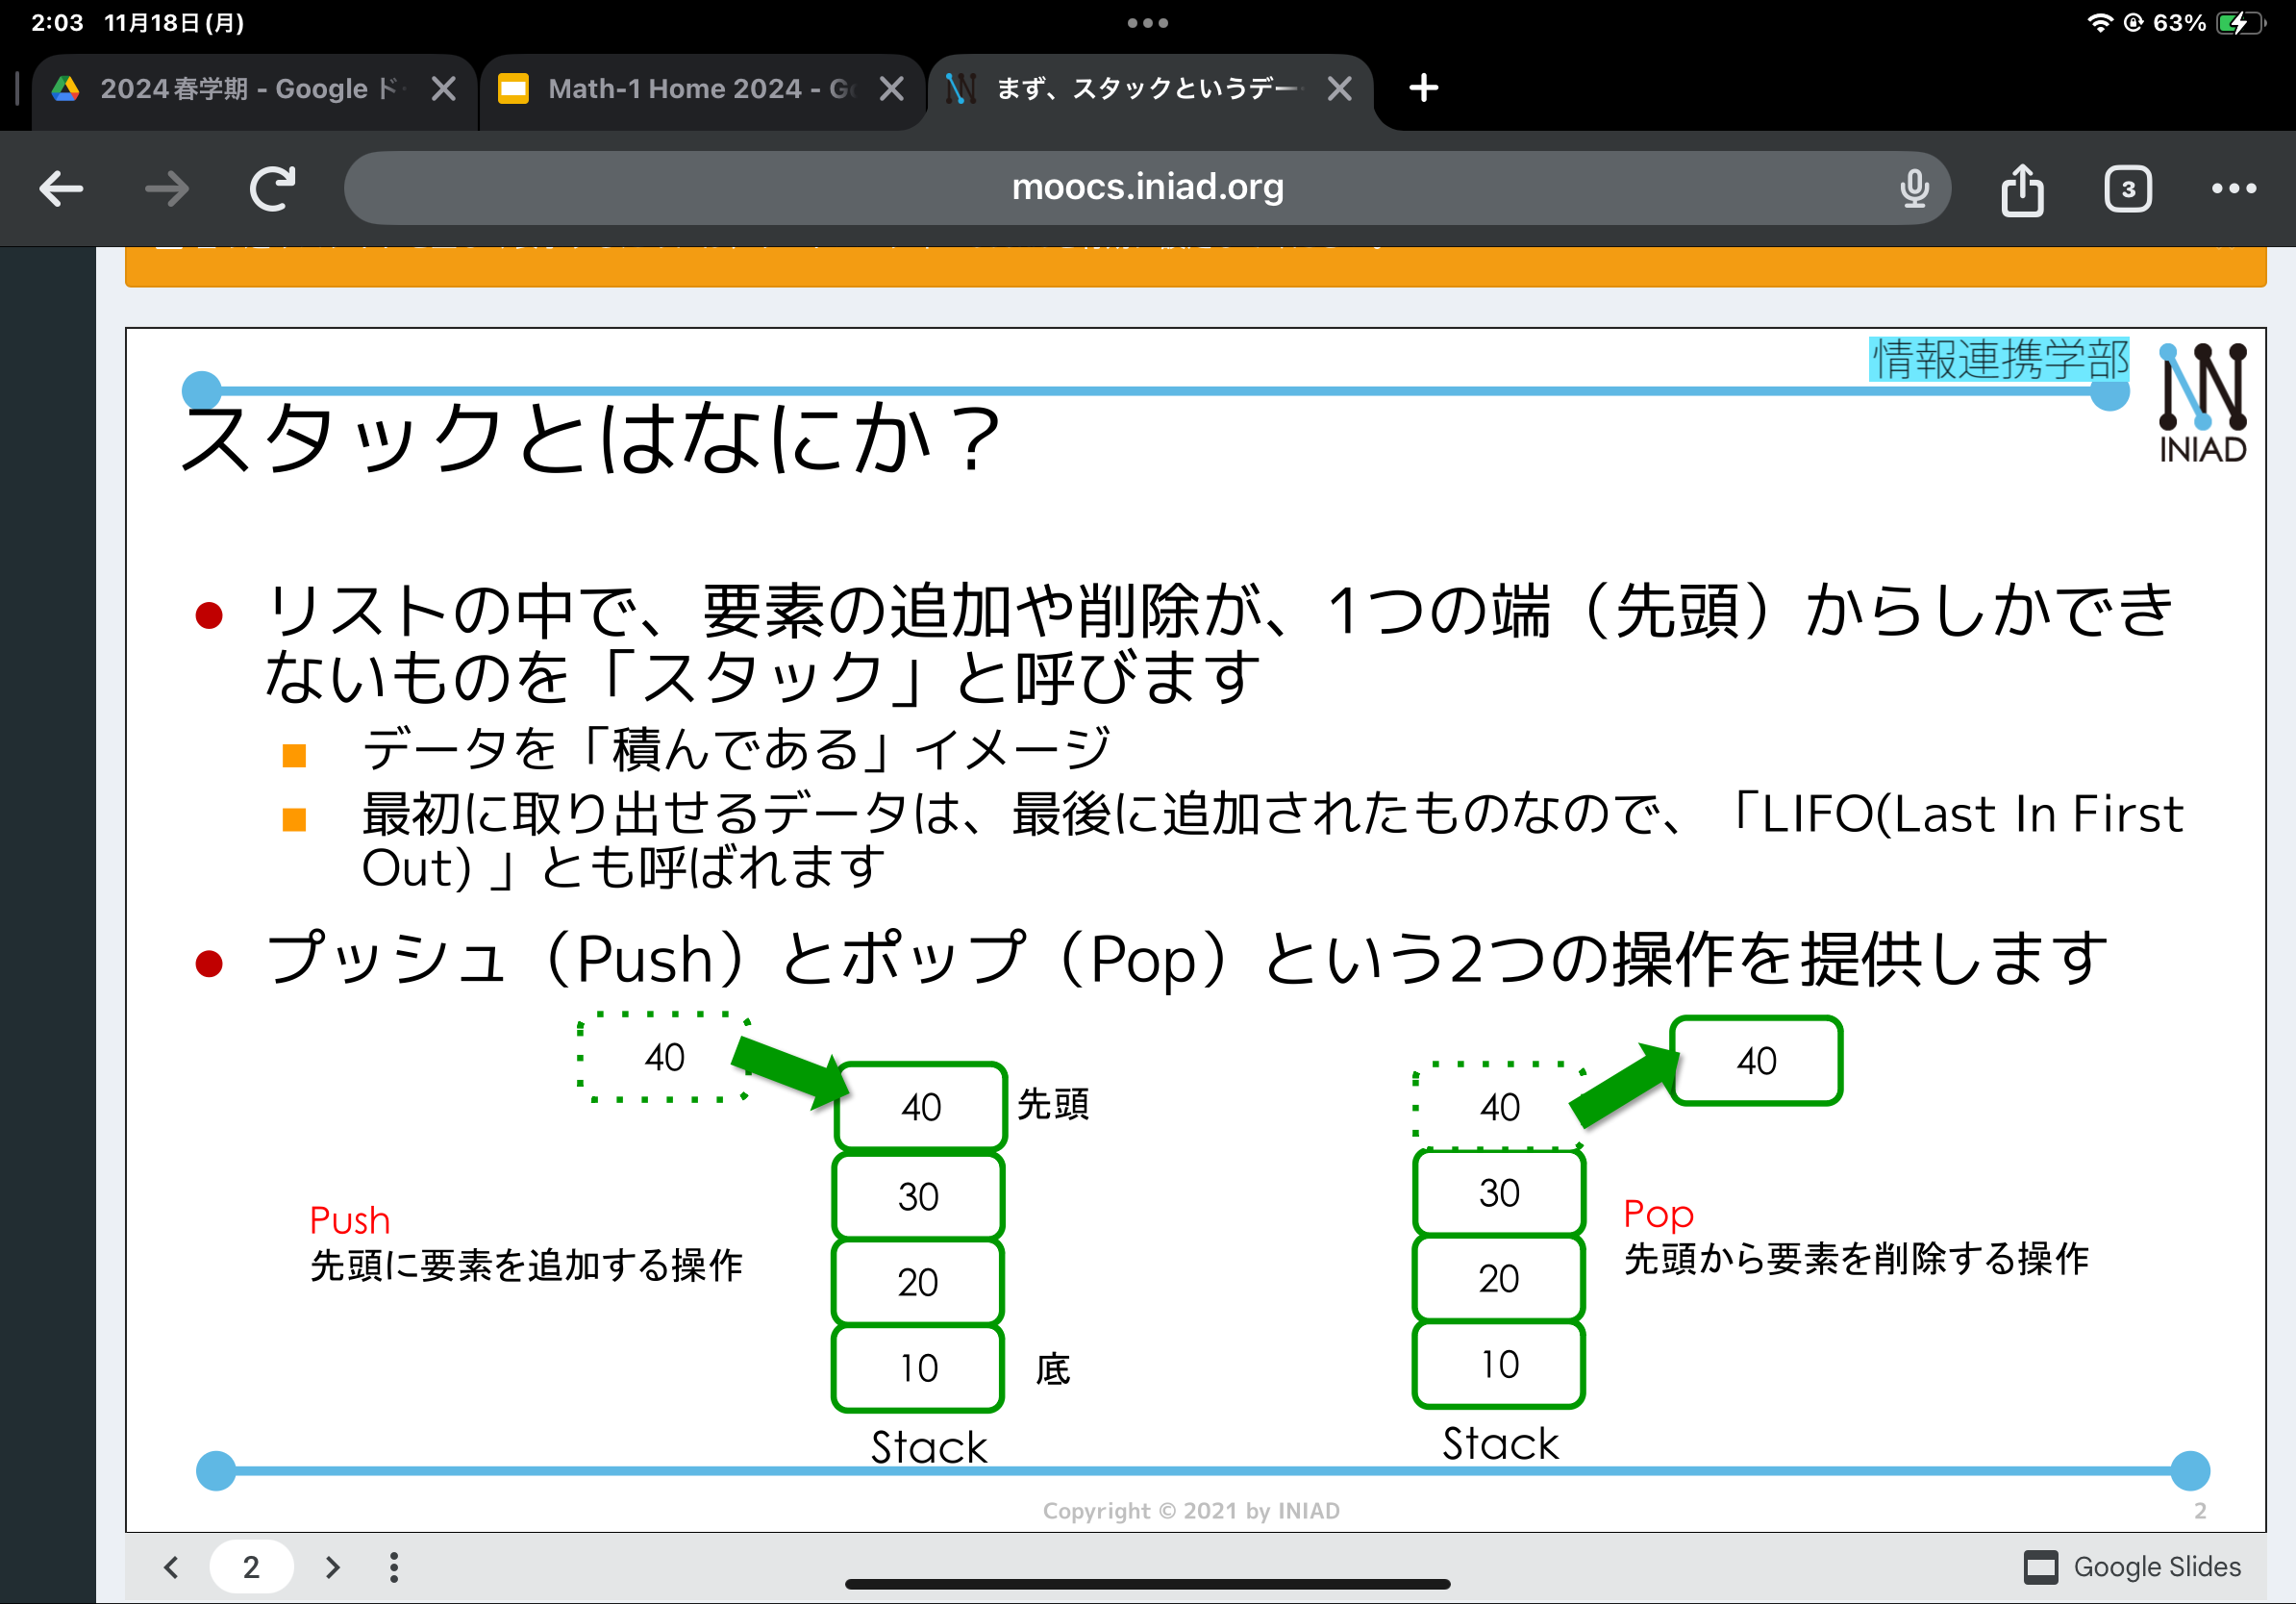 2:03 11月18日(月)
63%
2024春学期 - Google ド
Math-1 Home 2024 - G
まず、スタックというデー
moocs.iniad.org
3
情報連携学部
INIAD
スタックとはなにか？
リストの中で、要素の追加や削除が、1つの端（先頭）からしかでき
ないものを「スタック」と呼びます
データを「積んである」イメージ
最初に取り出せるデータは、最後に追加されたものなので、「LIFO(Last In First
Out) 」とも呼ばれます
プッシュ（Push）とポップ（Pop）という2つの操作を提供します
40
40 先頭
30
20
10 底
Stack
Push
先頭に要素を追加する操作
40
40
30
20
10
Stack
Pop
先頭から要素を削除する操作
Copyright © 2021 by INIAD
2
2
Google Slides